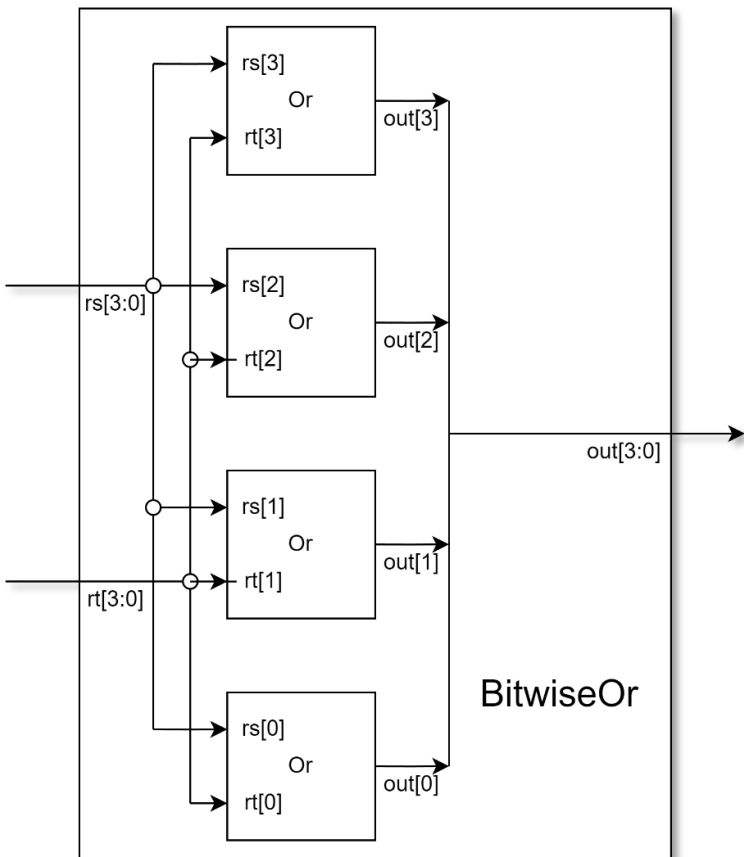 rs[3]
Or
out[3]
rt[3]
rs[2]
rs[3:0]
Or
out[2]
rt[2]
out[3:0]
rs[1]
Or
out[1]
rt[1]
rt[3:0]
BitwiseOr
rs[0]
Or
out[0]
rt[0]